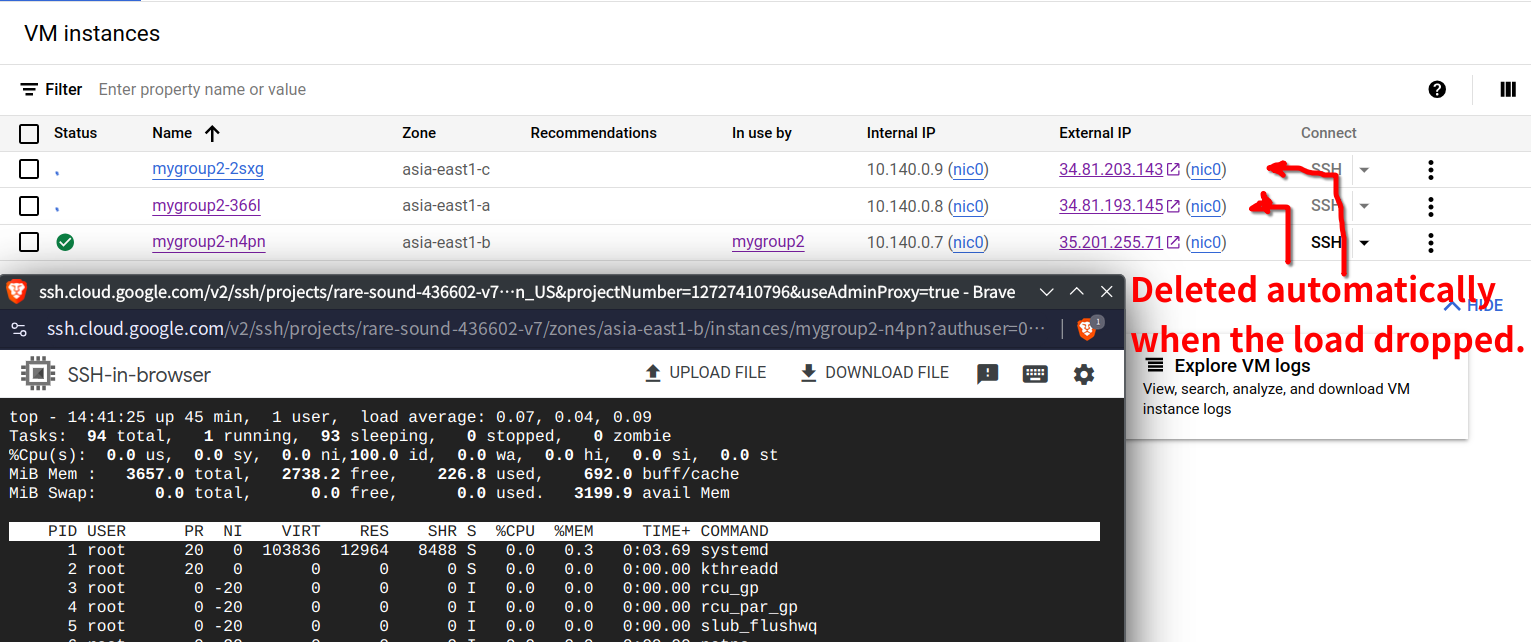 VM instances
Filter Enter property name or value
Status Name Zone Recommendations In use by Internal IP External IP Connect
mygroup2-2sxg asia-east1-c 10.140.0.9 (nic0) 34.81.203.143 (nic0) SSH
mygroup2-366l asia-east1-a 10.140.0.8 (nic0) 34.81.193.145 (nic0) SSH
mygroup2-n4pn asia-east1-b mygroup2 10.140.0.7 (nic0) 35.201.255.71 (nic0) SSH
Deleted automatically
when the load dropped.
HIDE
Explore VM logs
View, search, analyze, and download VM
instance logs
ssh.cloud.google.com/v2/ssh/projects/rare-sound-436602-v7···n_US&projectNumber=12727410796&useAdminProxy=true - Brave
ssh.cloud.google.com/v2/ssh/projects/rare-sound-436602-v7/zones/asia-east1-b/instances/mygroup2-n4pn?authuser=0··· 1
SSH-in-browser UPLOAD FILE DOWNLOAD FILE
top - 14:41:25 up 45 min,  1 user,  load average: 0.07, 0.04, 0.09
Tasks:  94 total,   1 running,  93 sleeping,   0 stopped,   0 zombie
%Cpu(s):  0.0 us,  0.0 sy,  0.0 ni,100.0 id,  0.0 wa,  0.0 hi,  0.0 si,  0.0 st
MiB Mem :   3657.0 total,   2738.2 free,    226.8 used,    692.0 buff/cache
MiB Swap:      0.0 total,      0.0 free,      0.0 used.   3199.9 avail Mem
PID USER      PR  NI    VIRT    RES    SHR S  %CPU  %MEM     TIME+ COMMAND
1 root      20   0  103836  12964   8488 S   0.0   0.3   0:03.69 systemd
2 root      20   0       0      0      0 S   0.0   0.0   0:00.00 kthreadd
3 root       0 -20       0      0      0 I   0.0   0.0   0:00.00 rcu_gp
4 root       0 -20       0      0      0 I   0.0   0.0   0:00.00 rcu_par_gp
5 root       0 -20       0      0      0 I   0.0   0.0   0:00.00 slub_flushwq